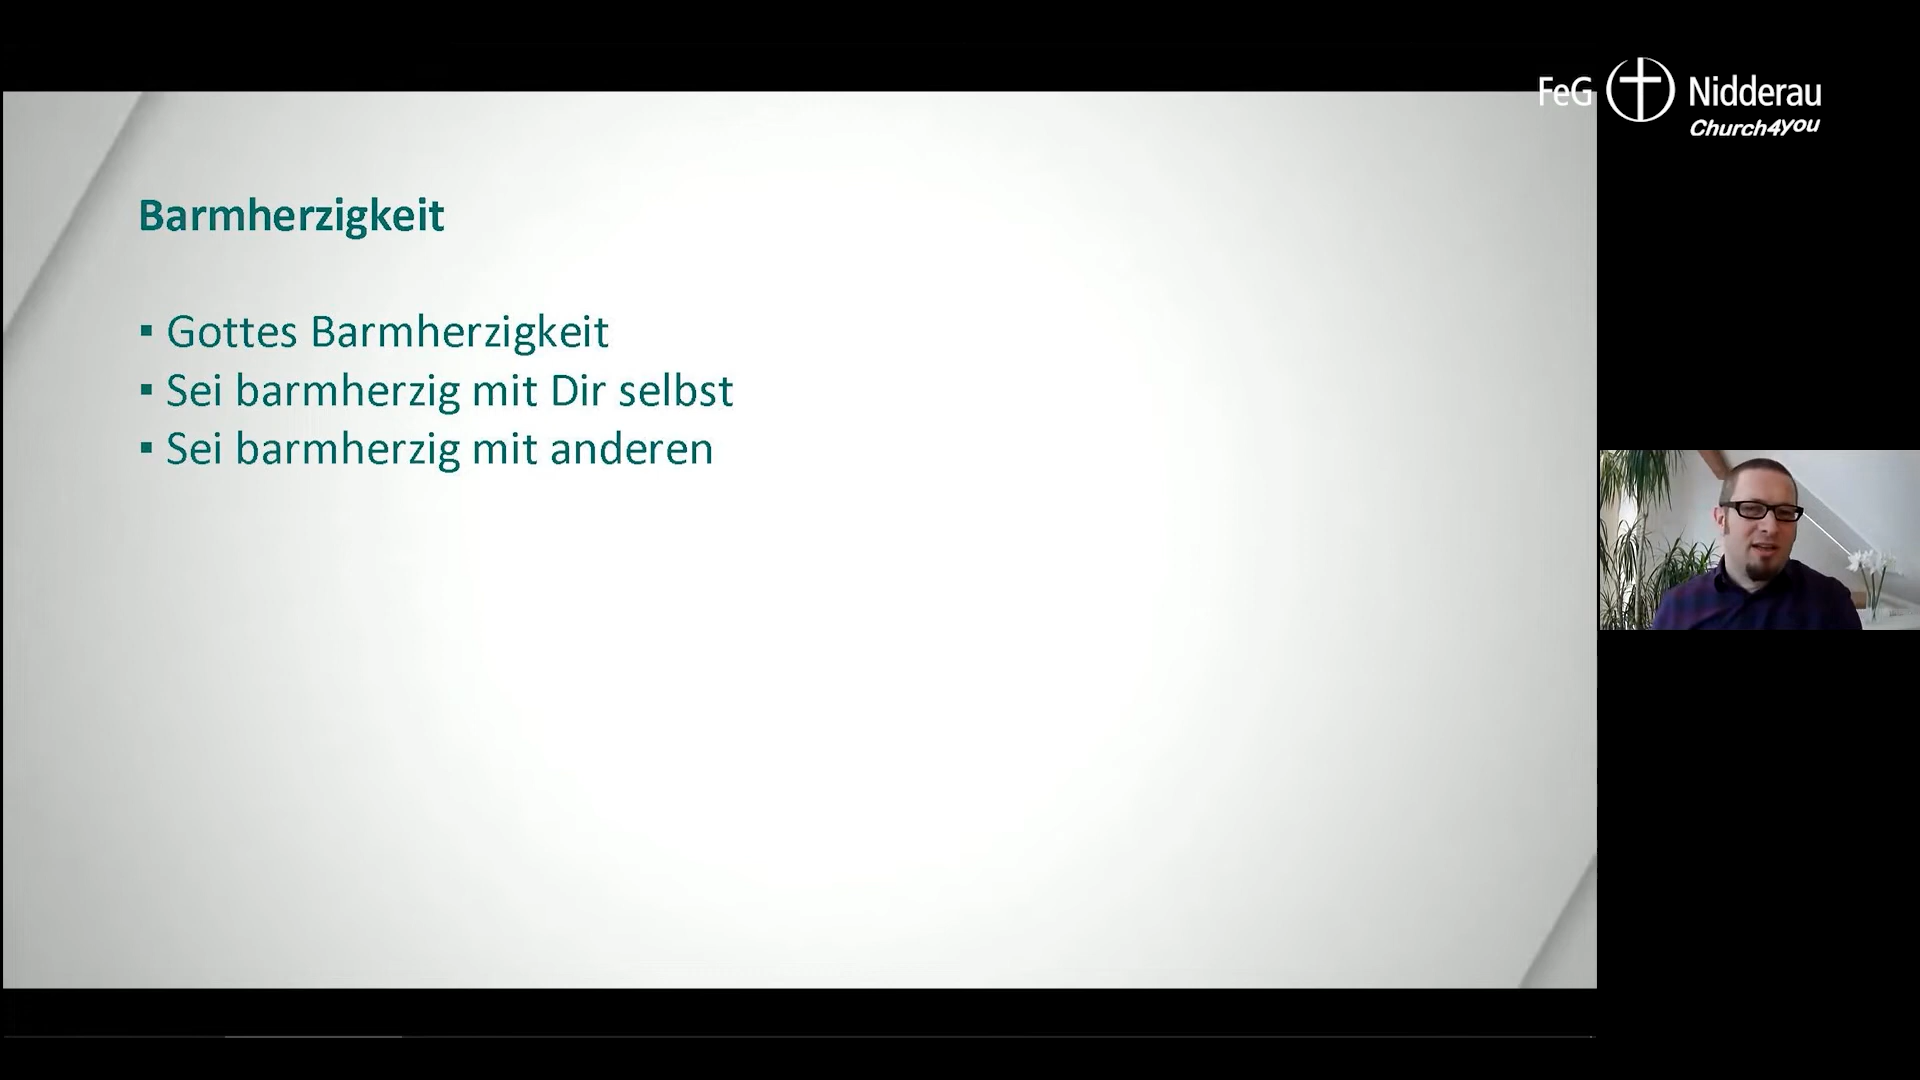 FeG Nidderau
Church4you
Barmherzigkeit
▪ Gottes Barmherzigkeit
▪ Sei barmherzig mit Dir selbst
▪ Sei barmherzig mit anderen